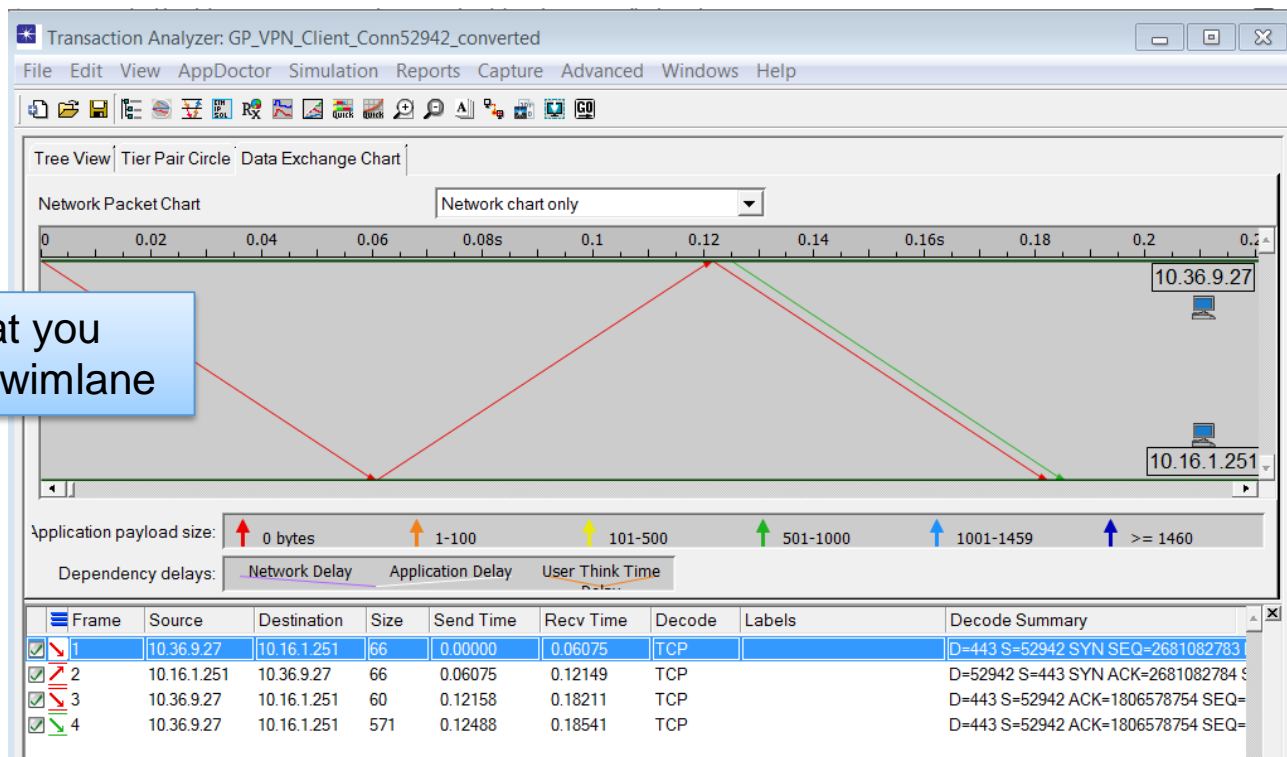 Transaction Analyzer: GP_VPN_Client_Conn52942_converted
File Edit View AppDoctor Simulation Reports Capture Advanced Windows Help
QUICK QUICK GO
Tree View Tier Pair Circle Data Exchange Chart
Network Packet Chart Network chart only
0 0.02 0.04 0.06 0.08s 0.1 0.12 0.14 0.16s 0.18 0.2
10.36.9.27
at you
wimlane
10.16.1.251
Application payload size: 0 bytes 1-100 101-500 501-1000 1001-1459 >= 1460
Dependency delays: Network Delay Application Delay User Think Time
Frame Source Destination Size Send Time Recv Time Decode Labels Decode Summary
1 10.36.9.27 10.16.1.251 66 0.00000 0.06075 TCP D=443 S=52942 SYN SEQ=2681082783
2 10.16.1.251 10.36.9.27 66 0.06075 0.12149 TCP D=52942 S=443 SYN ACK=2681082784 S
3 10.36.9.27 10.16.1.251 60 0.12158 0.18211 TCP D=443 S=52942 ACK=1806578754 SEQ=
4 10.36.9.27 10.16.1.251 571 0.12488 0.18541 TCP D=443 S=52942 ACK=1806578754 SEQ=